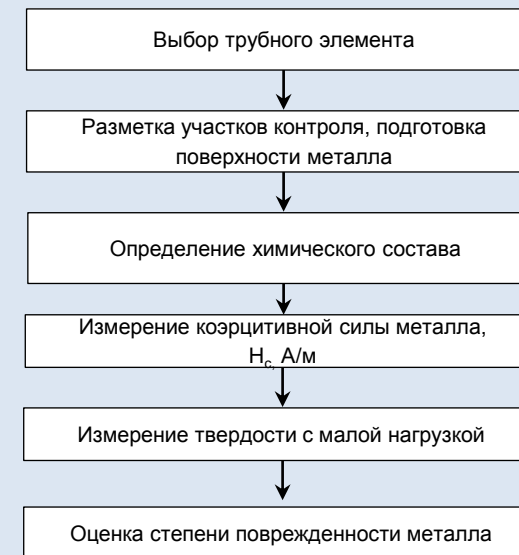 Выбор трубного элемента
Разметка участков контроля, подготовка
поверхности металла
Определение химического состава
Измерение коэрцитивной силы металла,
Hс, А/м
Измерение твердости с малой нагрузкой
Оценка степени поврежденности металла